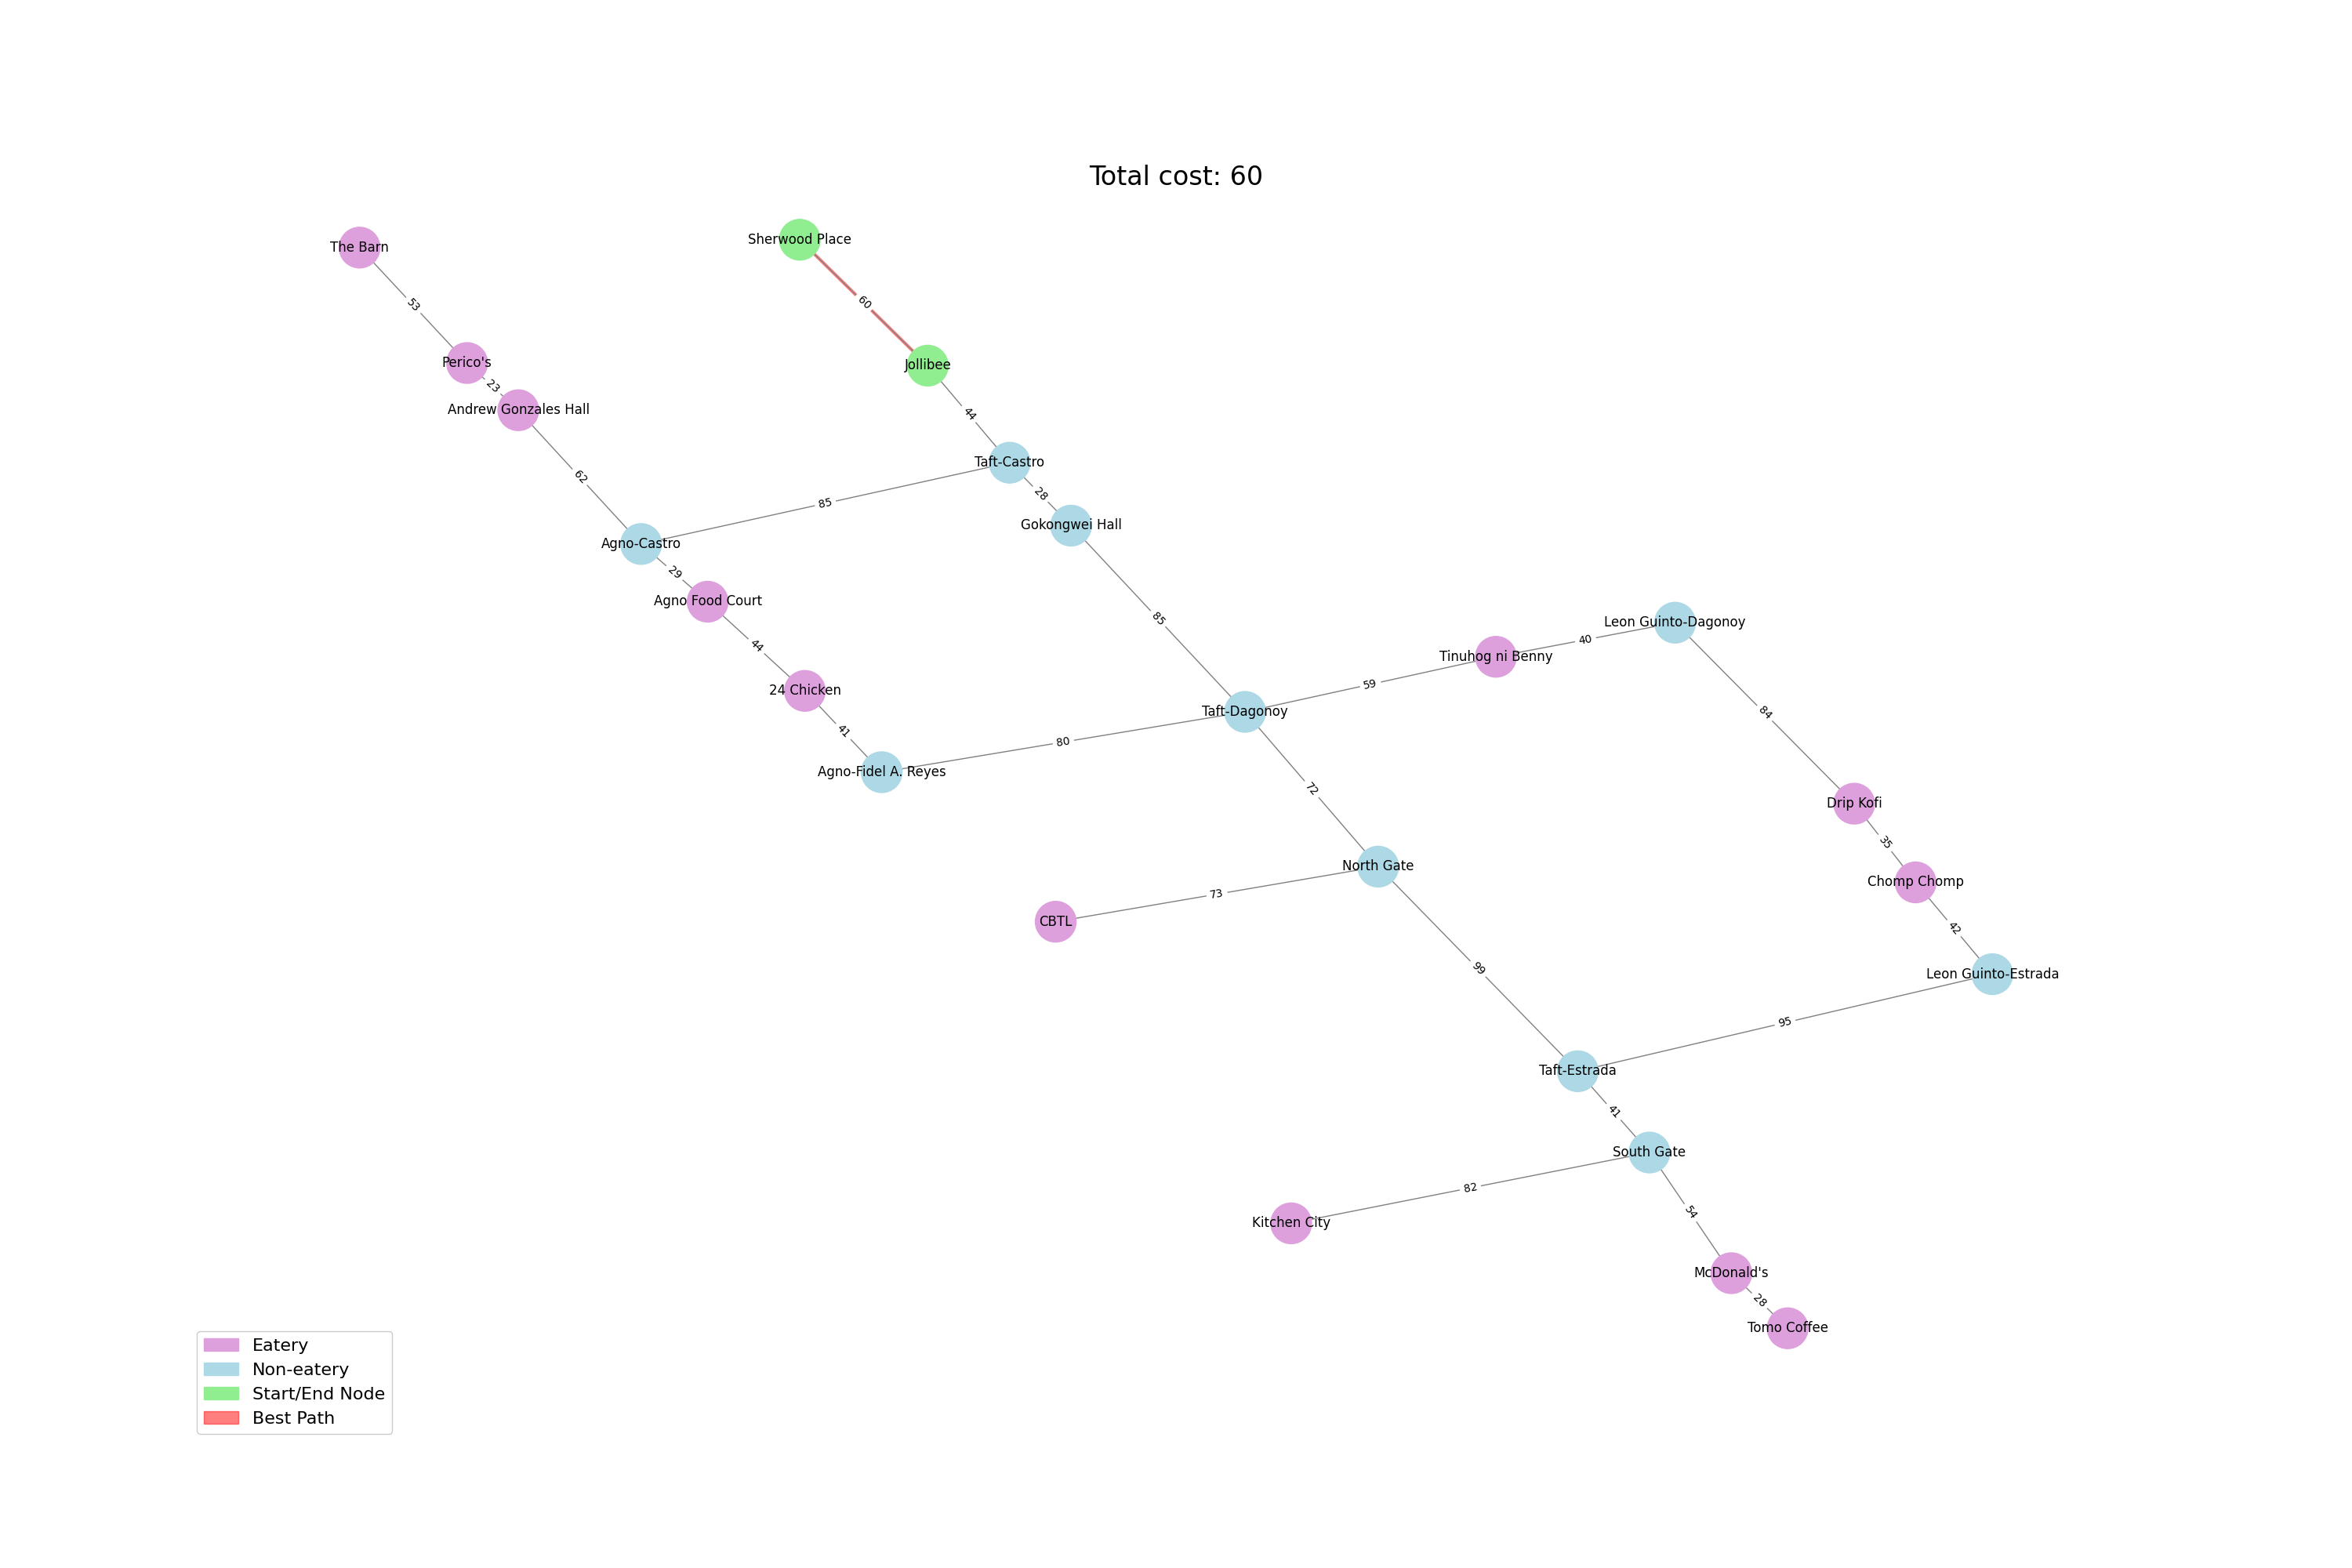 Total cost: 60
Sherwood Place
The Barn
60
53
Perico's
Jollibee
23
Andrew Gonzales Hall
44
Taft-Castro
62
28
85
Gokongwei Hall
Agno-Castro
29
Agno Food Court
85
Leon Guinto-Dagonoy
40
44
Tinuhog ni Benny
59
24 Chicken
Taft-Dagonoy
84
41
80
Agno-Fidel A. Reyes
72
Drip Kofi
35
North Gate
Chomp Chomp
73
CBTL
42
99
Leon Guinto-Estrada
95
Taft-Estrada
41
South Gate
82
54
Kitchen City
McDonald's
28
Tomo Coffee
Eatery
Non-eatery
Start/End Node
Best Path